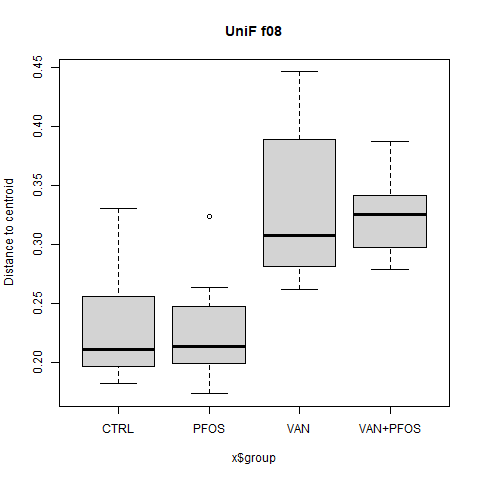 UniF f08
Distance to centroid
0.45
0.40
0.35
0.30
0.25
0.20
CTRL PFOS VAN VAN+PFOS
x$group